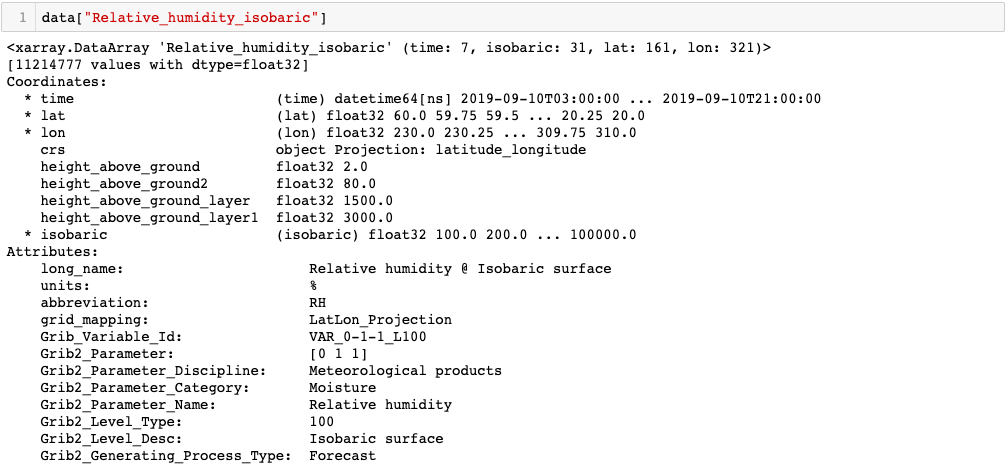 1 data["Relative_humidity_isobaric"]
<xarray.DataArray 'Relative_humidity_isobaric' (time: 7, isobaric: 31, lat: 161, lon: 321)>
[11214777 values with dtype=float32]
Coordinates:
  * time                        (time) datetime64[ns] 2019-09-10T03:00:00 ... 2019-09-10T21:00:00
  * lat                         (lat) float32 60.0 59.75 59.5 ... 20.25 20.0
  * lon                         (lon) float32 230.0 230.25 ... 309.75 310.0
    crs                         object Projection: latitude_longitude
    height_above_ground         float32 2.0
    height_above_ground2        float32 80.0
    height_above_ground_layer   float32 1500.0
    height_above_ground_layer1  float32 3000.0
  * isobaric                    (isobaric) float32 100.0 200.0 ... 100000.0
Attributes:
    long_name:                      Relative humidity @ Isobaric surface
    units:                          %
    abbreviation:                   RH
    grid_mapping:                   LatLon_Projection
    Grib_Variable_Id:               VAR_0-1-1_L100
    Grib2_Parameter:                [0 1 1]
    Grib2_Parameter_Discipline:     Meteorological products
    Grib2_Parameter_Category:       Moisture
    Grib2_Parameter_Name:           Relative humidity
    Grib2_Level_Type:               100
    Grib2_Level_Desc:               Isobaric surface
    Grib2_Generating_Process_Type:  Forecast